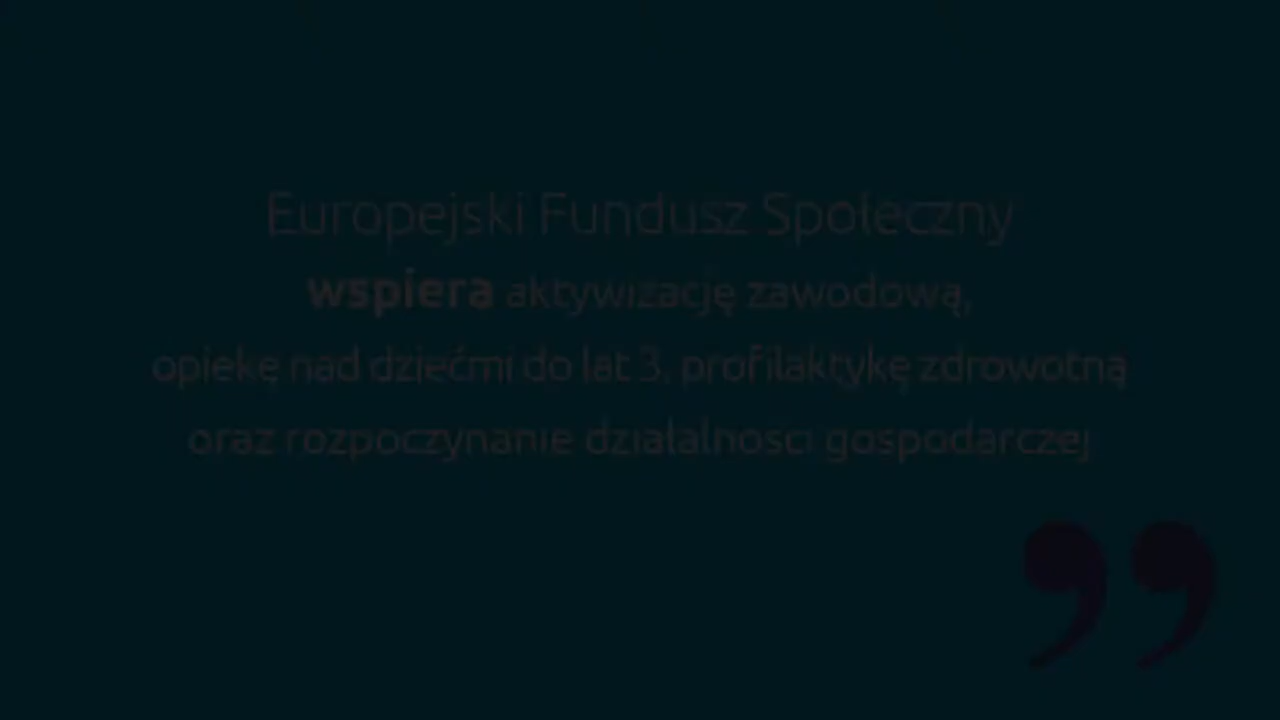 Europejski Fundusz Społeczny
wspiera aktywizację zawodową,
opiekę nad dziećmi do lat 3, profilaktykę zdrowotną
oraz rozpoczynanie działalności gospodarczej
”